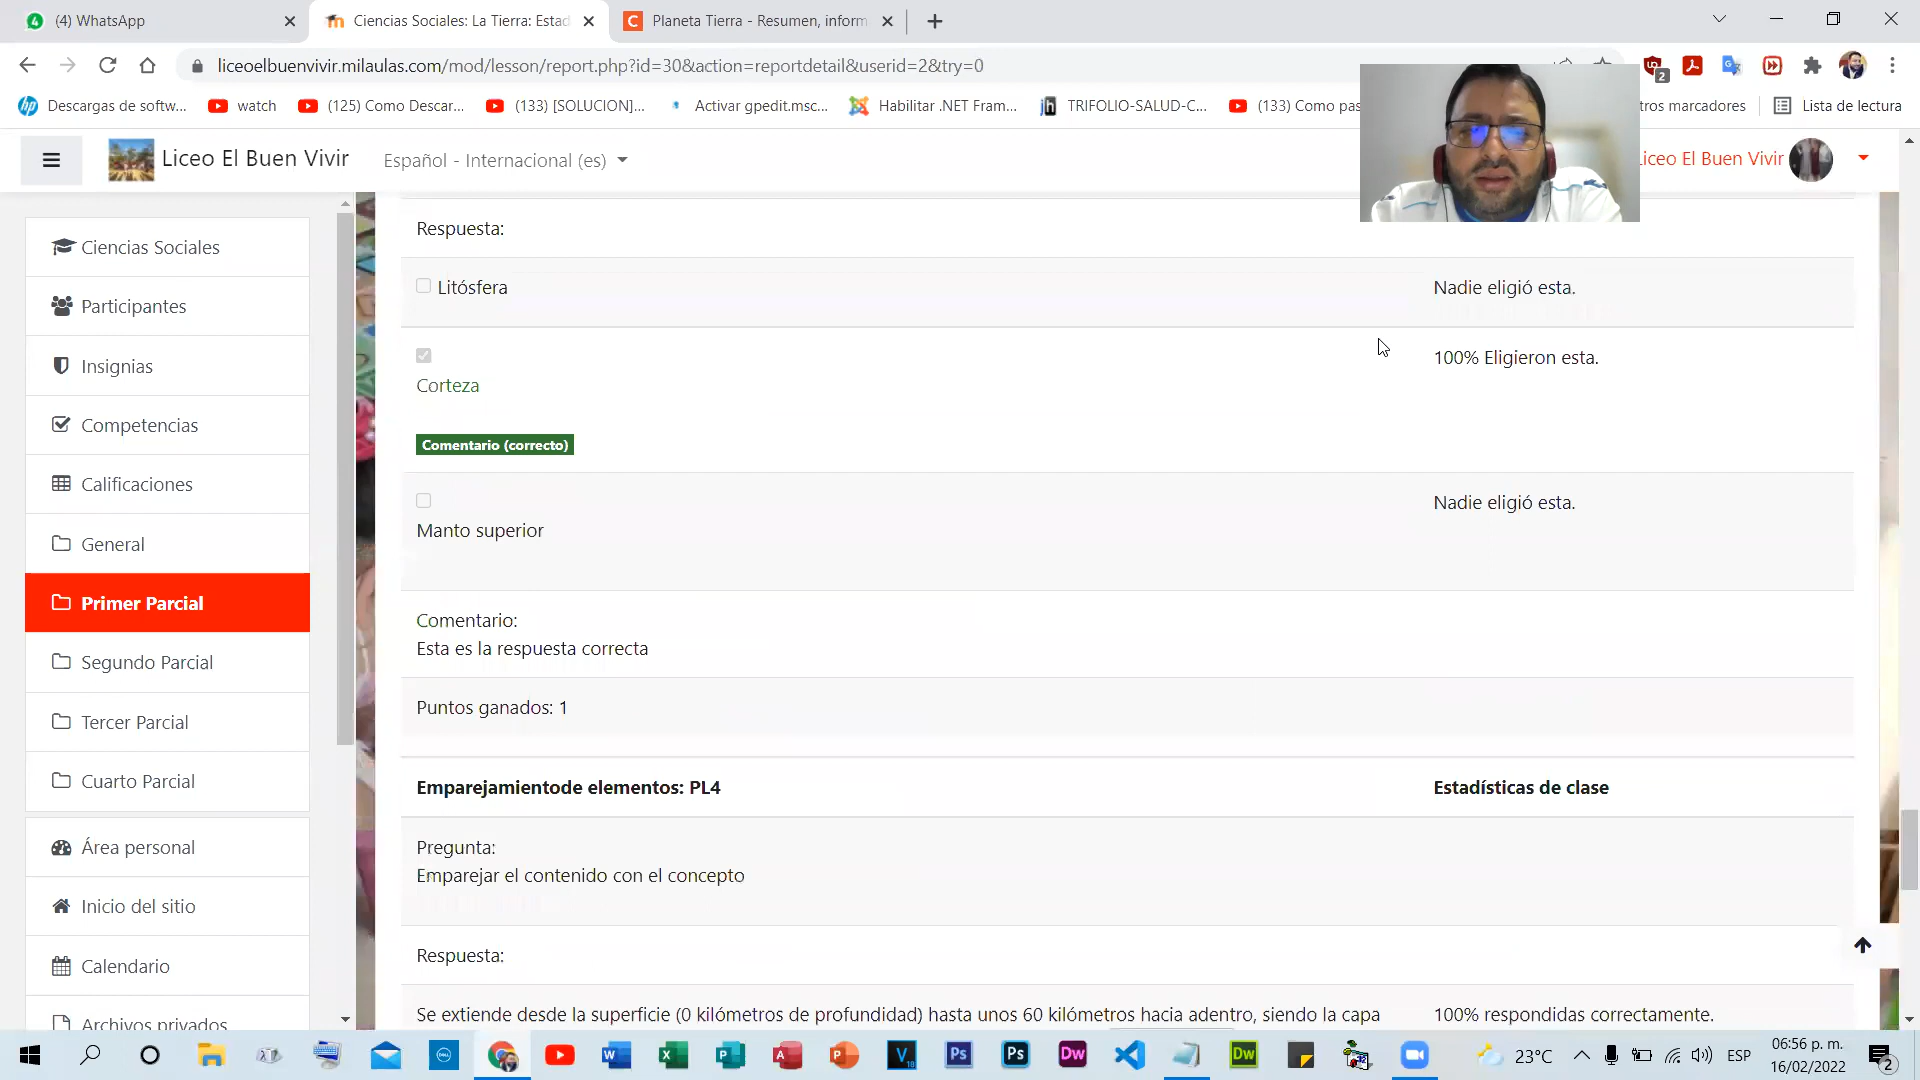 (4) WhatsApp
Ciencias Sociales: La Tierra: Estad
Planeta Tierra - Resumen, inform
liceoelbuenvivir.milaulas.com/mod/lesson/report.php?id=30&action=reportdetail&userid=2&try=0
2
Descargas de softw...
watch
(125) Como Descar...
(133) [SOLUCION]...
Activar gpedit.msc...
Habilitar .NET Fram...
TRIFOLIO-SALUD-C...
(133) Como pas
tros marcadores
Lista de lectura
Liceo El Buen Vivir
Español - Internacional (es)
Liceo El Buen Vivir
Ciencias Sociales
Participantes
Insignias
Competencias
Calificaciones
General
Primer Parcial
Segundo Parcial
Tercer Parcial
Cuarto Parcial
Área personal
Inicio del sitio
Calendario
Archivos privados
Respuesta:
Litósfera
Nadie eligió esta.
Corteza
100% Eligieron esta.
Comentario (correcto)
Manto superior
Nadie eligió esta.
Comentario:
Esta es la respuesta correcta
Puntos ganados: 1
Emparejamientode elementos: PL4
Estadísticas de clase
Pregunta:
Emparejar el contenido con el concepto
Respuesta:
Se extiende desde la superficie (0 kilómetros de profundidad) hasta unos 60 kilómetros hacia adentro, siendo la capa
100% respondidas correctamente.
23°C
ESP
06:56 p. m.
16/02/2022
2